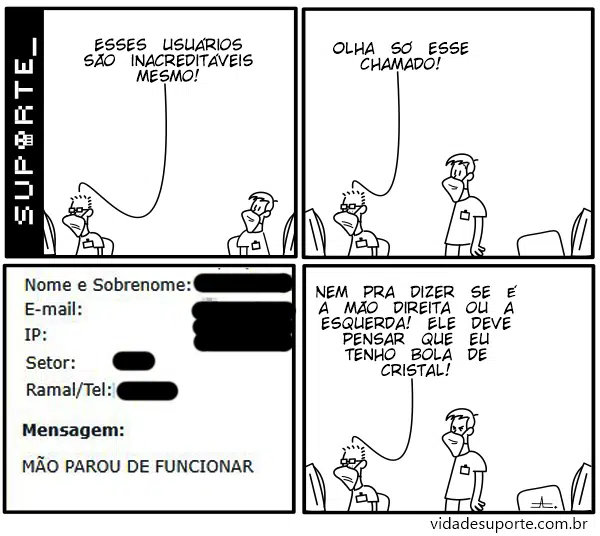 SUPORTE_
ESSES USUÁRIOS
SÃO INACREDITÁVEIS
MESMO!
OLHA SÓ ESSE
CHAMADO!
Nome e Sobrenome:
E-mail:
IP:
Setor:
Ramal/Tel:
Mensagem:
MÃO PAROU DE FUNCIONAR
NEM PRA DIZER SE É
A MÃO DIREITA OU A
ESQUERDA! ELE DEVE
PENSAR QUE EU
TENHO BOLA DE
CRISTAL!
vidadesuporte.com.br